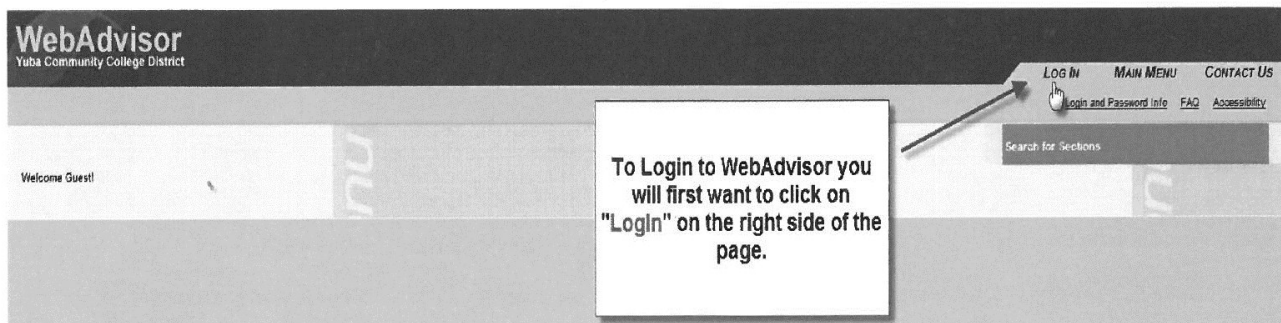 WebAdvisor
Yuba Community College District
LOG IN MAIN MENU CONTACT US
Login and Password Info FAQ Accessibility
Search for Sections
Welcome Guest!
nu
nu
To Login to WebAdvisor you
will first want to click on
"LogIn" on the right side of the
page.